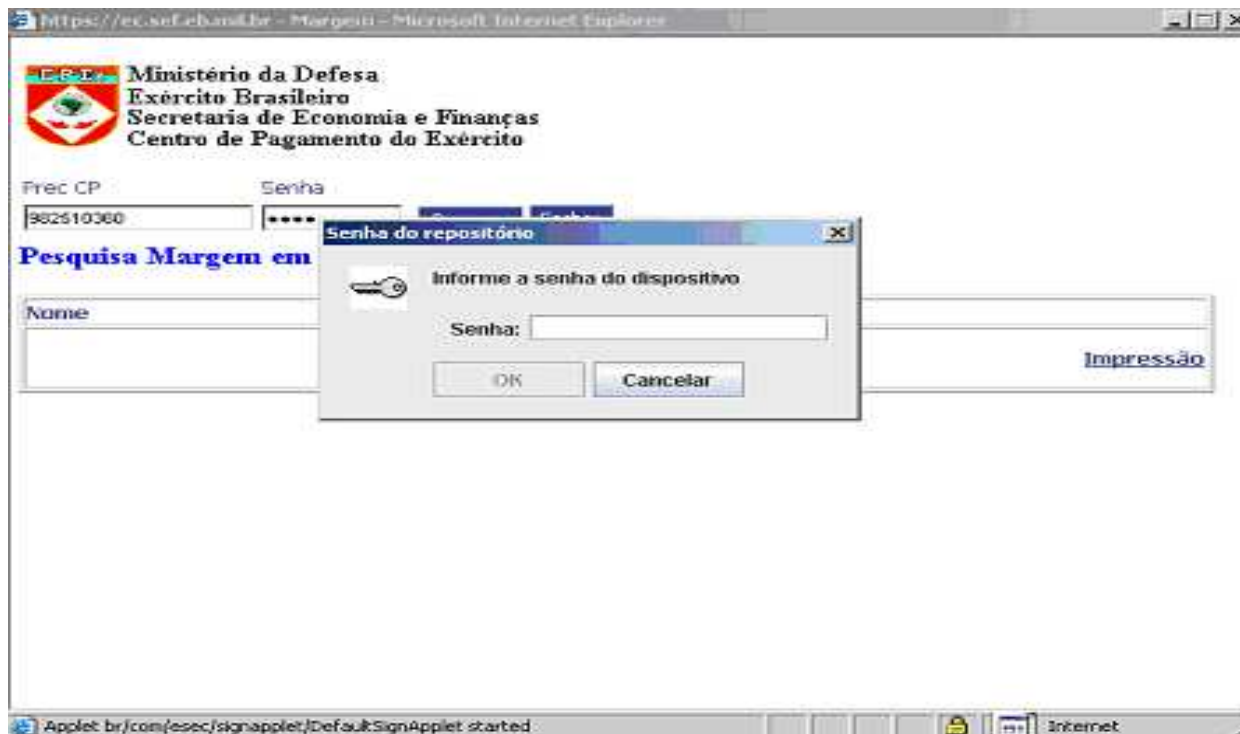 https://ec.sef.eb.mil.br - Margem - Microsoft Internet Explorer
Ministério da Defesa
Exército Brasileiro
Secretaria de Economia e Finanças
Centro de Pagamento do Exército
Prec CP Senha
982510360 ••••
Senha do repositório
Pesquisa Margem em
Informe a senha do dispositivo
Nome
Senha:
Impressão
OK Cancelar
Applet br/com/esec/signapplet/DefaultSignApplet started Internet